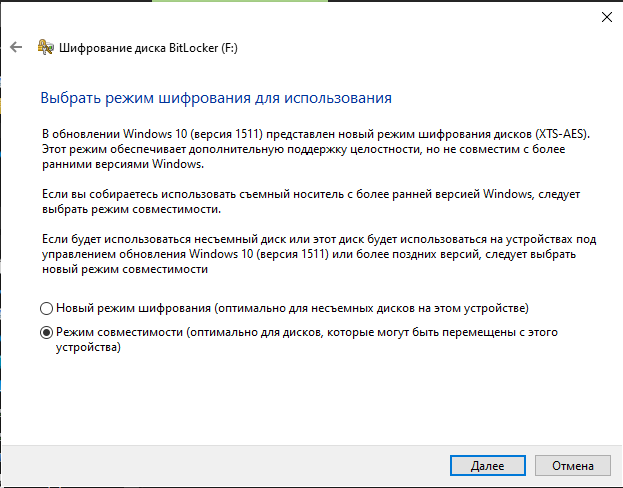 Шифрование диска BitLocker (F:)
Выбрать режим шифрования для использования
В обновлении Windows 10 (версия 1511) представлен новый режим шифрования дисков (XTS-AES).
Этот режим обеспечивает дополнительную поддержку целостности, но не совместим с более
ранними версиями Windows.
Если вы собираетесь использовать съемный носитель с более ранней версией Windows, следует
выбрать режим совместимости.
Если будет использоваться несъемный диск или этот диск будет использоваться на устройствах под
управлением обновления Windows 10 (версия 1511) или более поздних версий, следует выбрать
новый режим совместимости
Новый режим шифрования (оптимально для несъемных дисков на этом устройстве)
Режим совместимости (оптимально для дисков, которые могут быть перемещены с этого
устройства)
Далее
Отмена